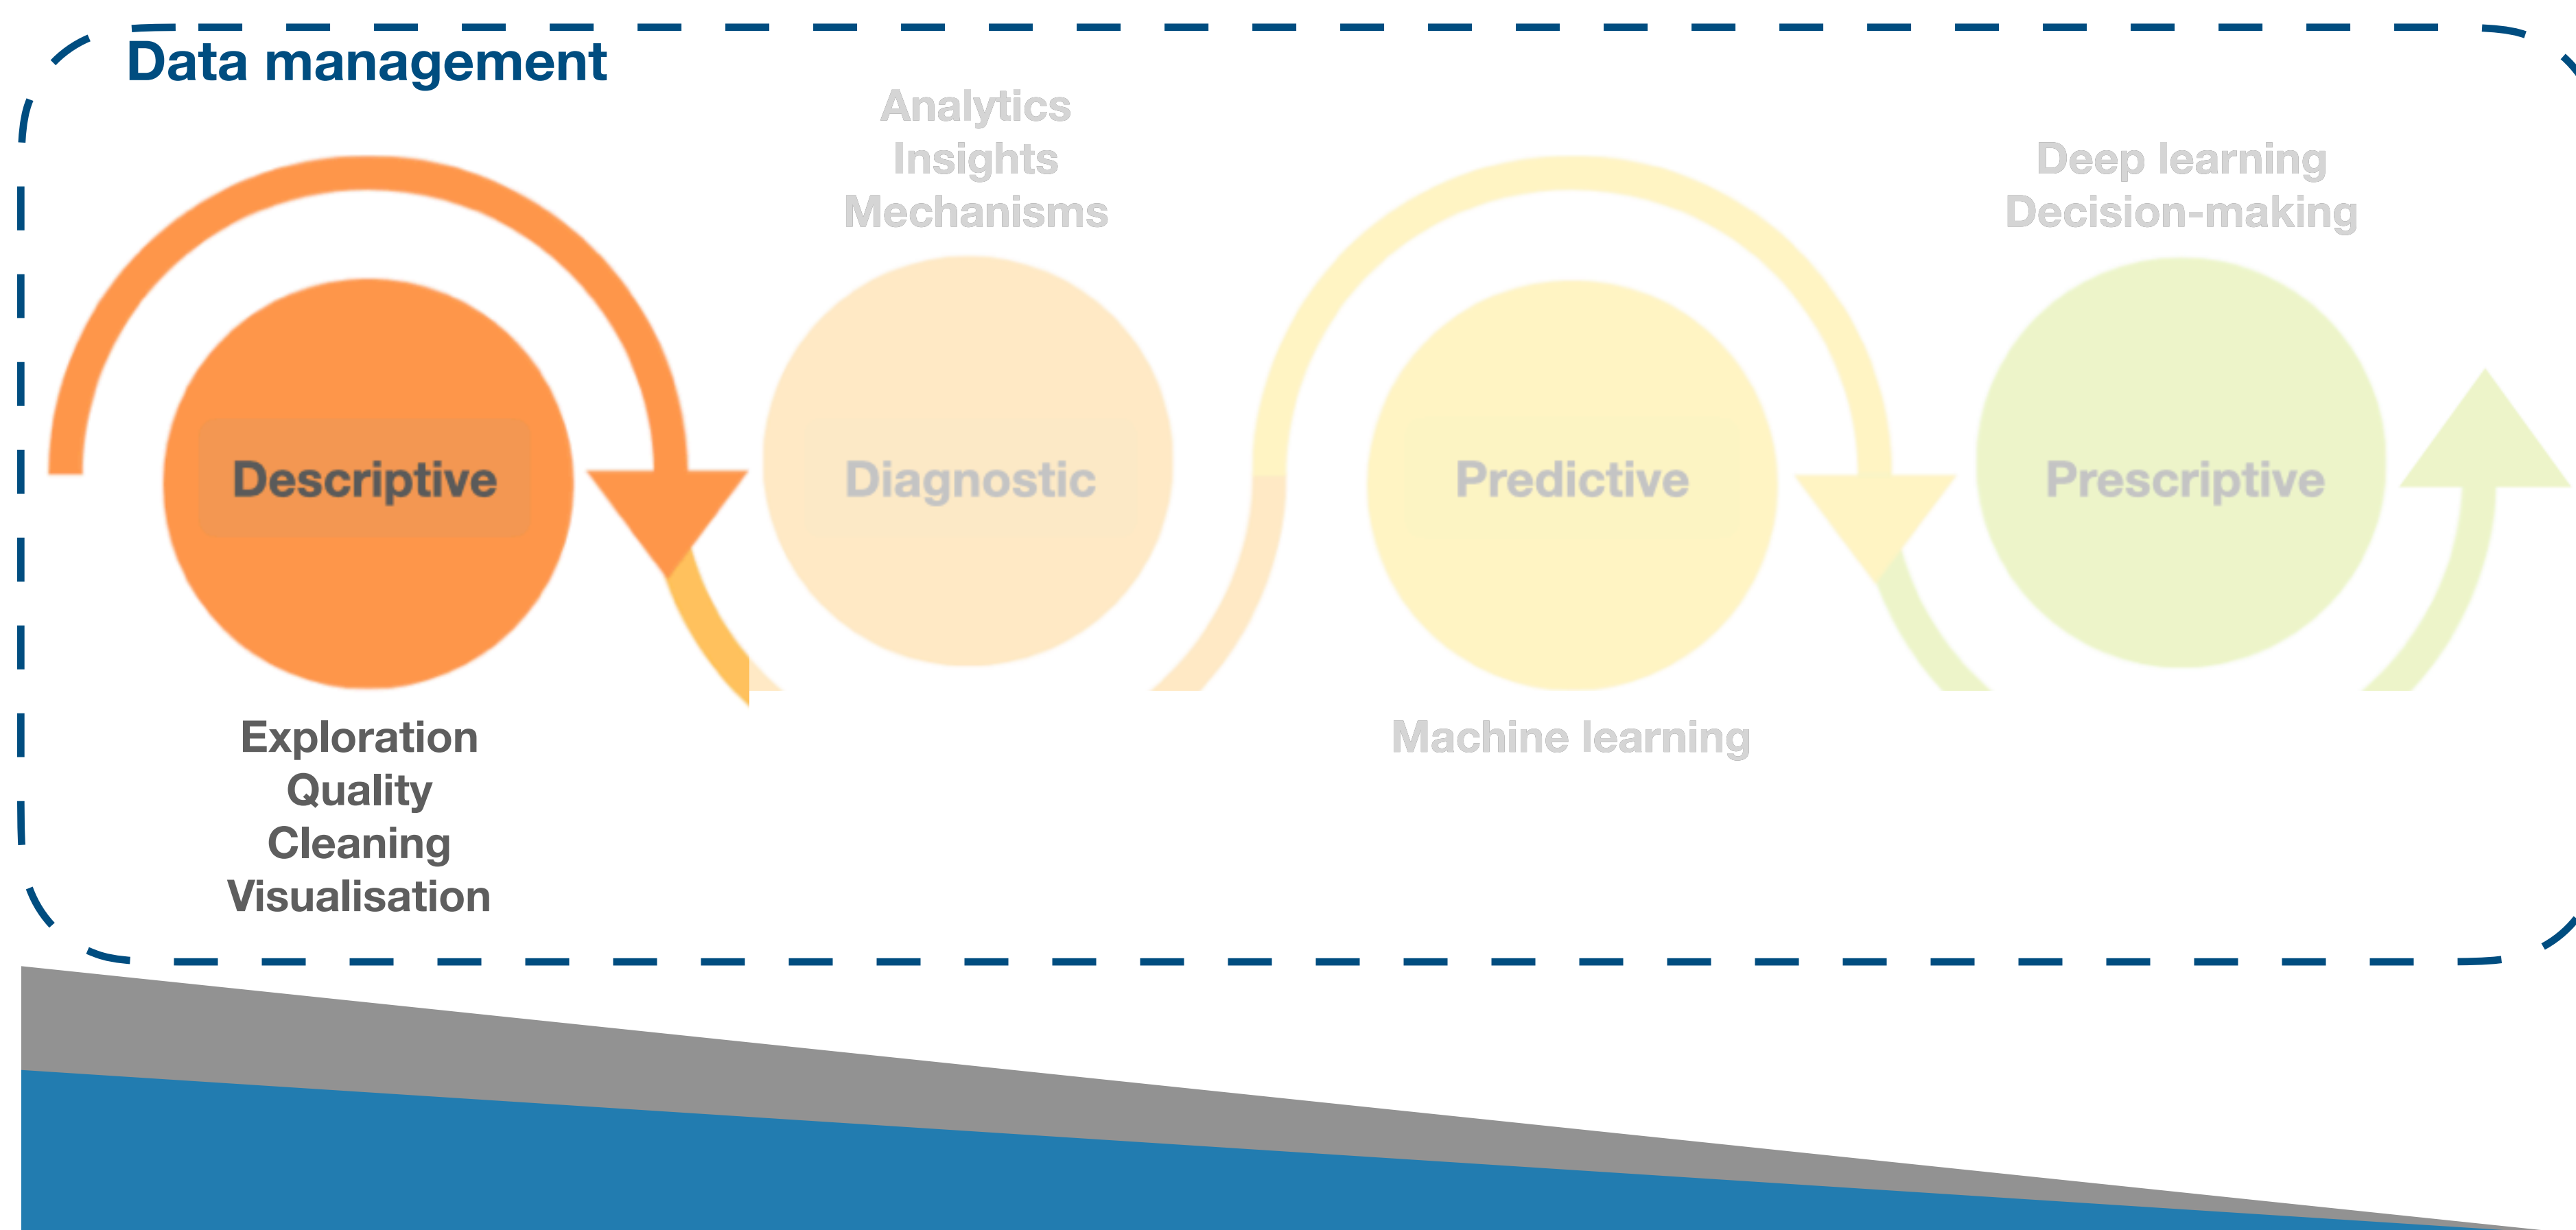 Data management
Descriptive
Exploration
Quality
Cleaning
Visualisation
Analytics
Insights
Mechanisms
Diagnostic
Predictive
Machine learning
Deep learning
Decision-making
Prescriptive